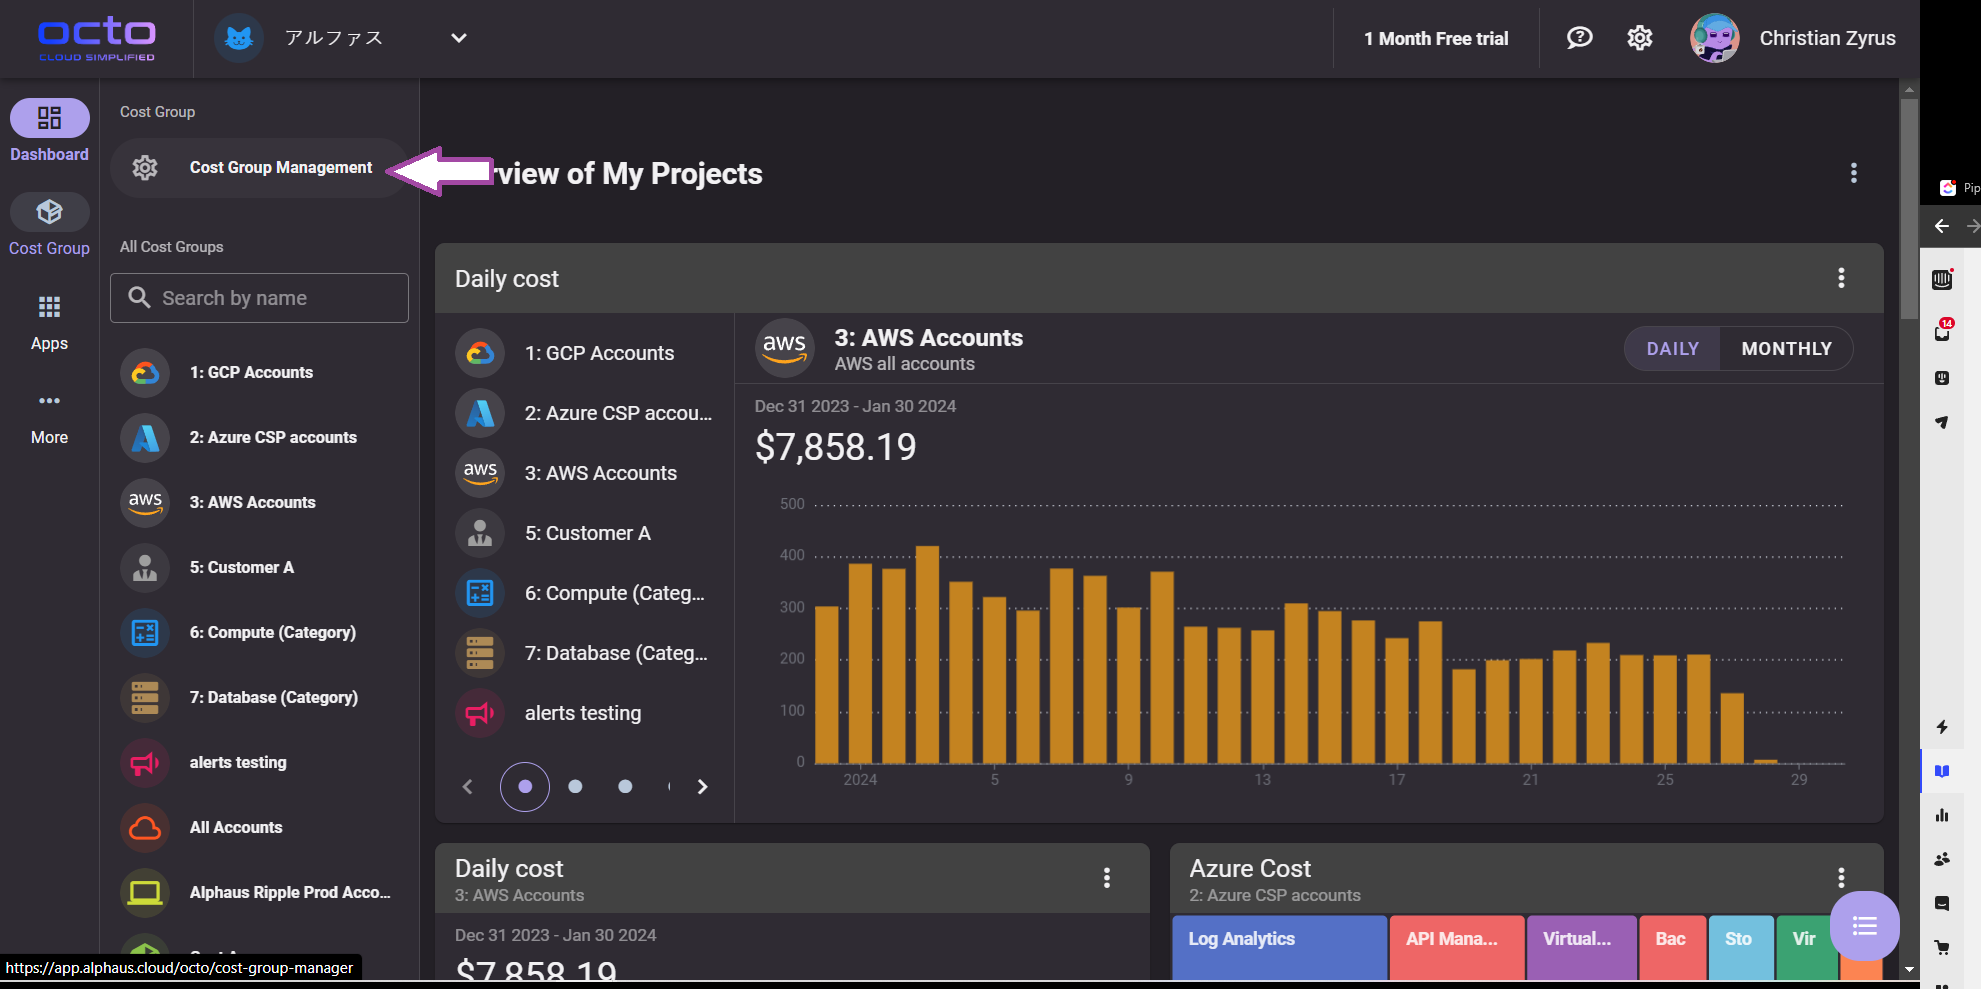 octo
CLOUD SIMPLIFIED
アルファス
1 Month Free trial
Christian Zyrus
Dashboard
Cost Group
Apps
More
Cost Group
Cost Group Management
All Cost Groups
Search by name
1: GCP Accounts
2: Azure CSP accounts
aws
3: AWS Accounts
5: Customer A
6: Compute (Category)
7: Database (Category)
alerts testing
All Accounts
Alphaus Ripple Prod Acco...
https://app.alphaus.cloud/octo/cost-group-manager
rview of My Projects
Daily cost
1: GCP Accounts
2: Azure CSP accou...
aws
3: AWS Accounts
5: Customer A
6: Compute (Categ...
7: Database (Categ...
alerts testing
aws
3: AWS Accounts
AWS all accounts
DAILY
MONTHLY
Dec 31 2023 - Jan 30 2024
$7,858.19
500
400
300
200
100
0
2024 5 9 13 17 21 25 29
Daily cost
3: AWS Accounts
Dec 31 2023 - Jan 30 2024
$7,858.19
Azure Cost
2: Azure CSP accounts
Log Analytics
API Mana...
Virtual...
Bac
Sto
Vir
Pip
14